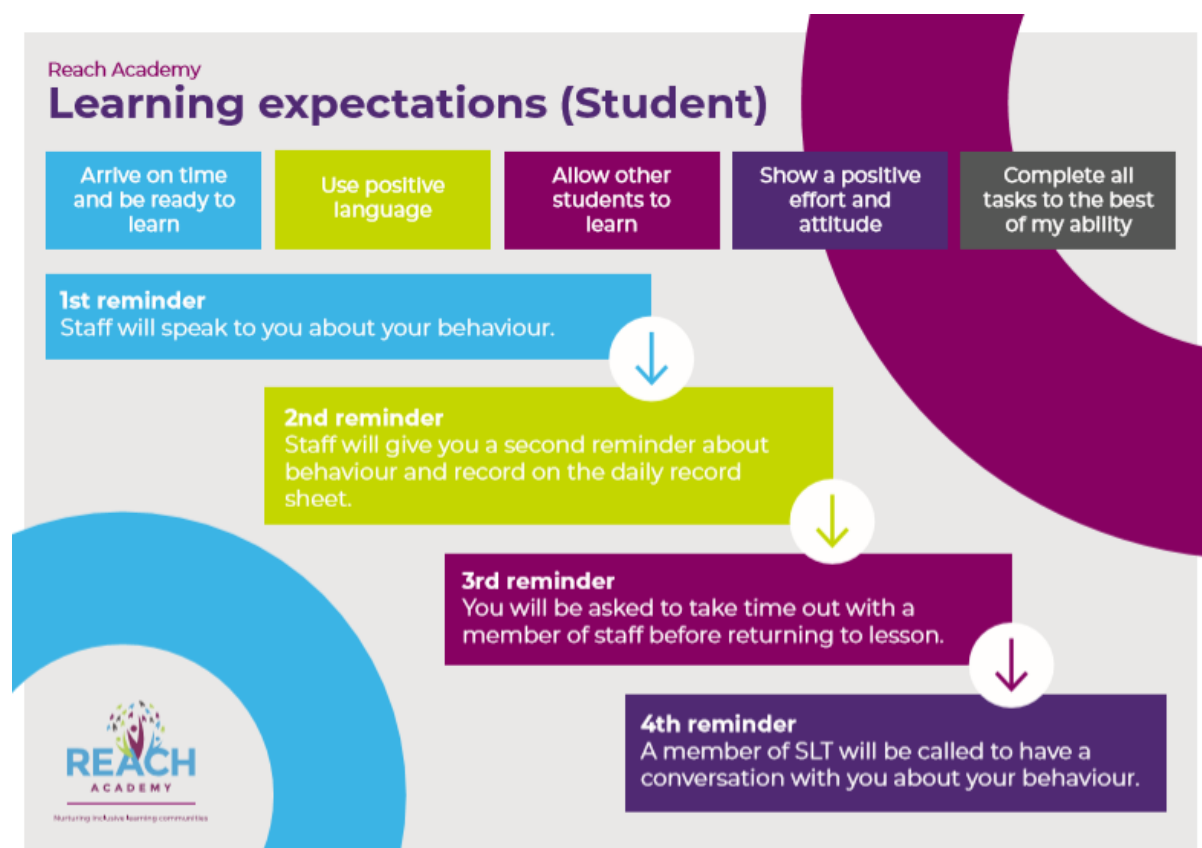 Reach Academy
Learning expectations (Student)
Arrive on time
and be ready to
learn
Use positive
language
Allow other
students to
learn
Show a positive
effort and
attitude
Complete all
tasks to the best
of my ability
1st reminder
Staff will speak to you about your behaviour.
2nd reminder
Staff will give you a second reminder about
behaviour and record on the daily record
sheet.
3rd reminder
You will be asked to take time out with a
member of staff before returning to lesson.
4th reminder
A member of SLT will be called to have a
conversation with you about your behaviour.
REACH
ACADEMY
Nurturing inclusive learning communities